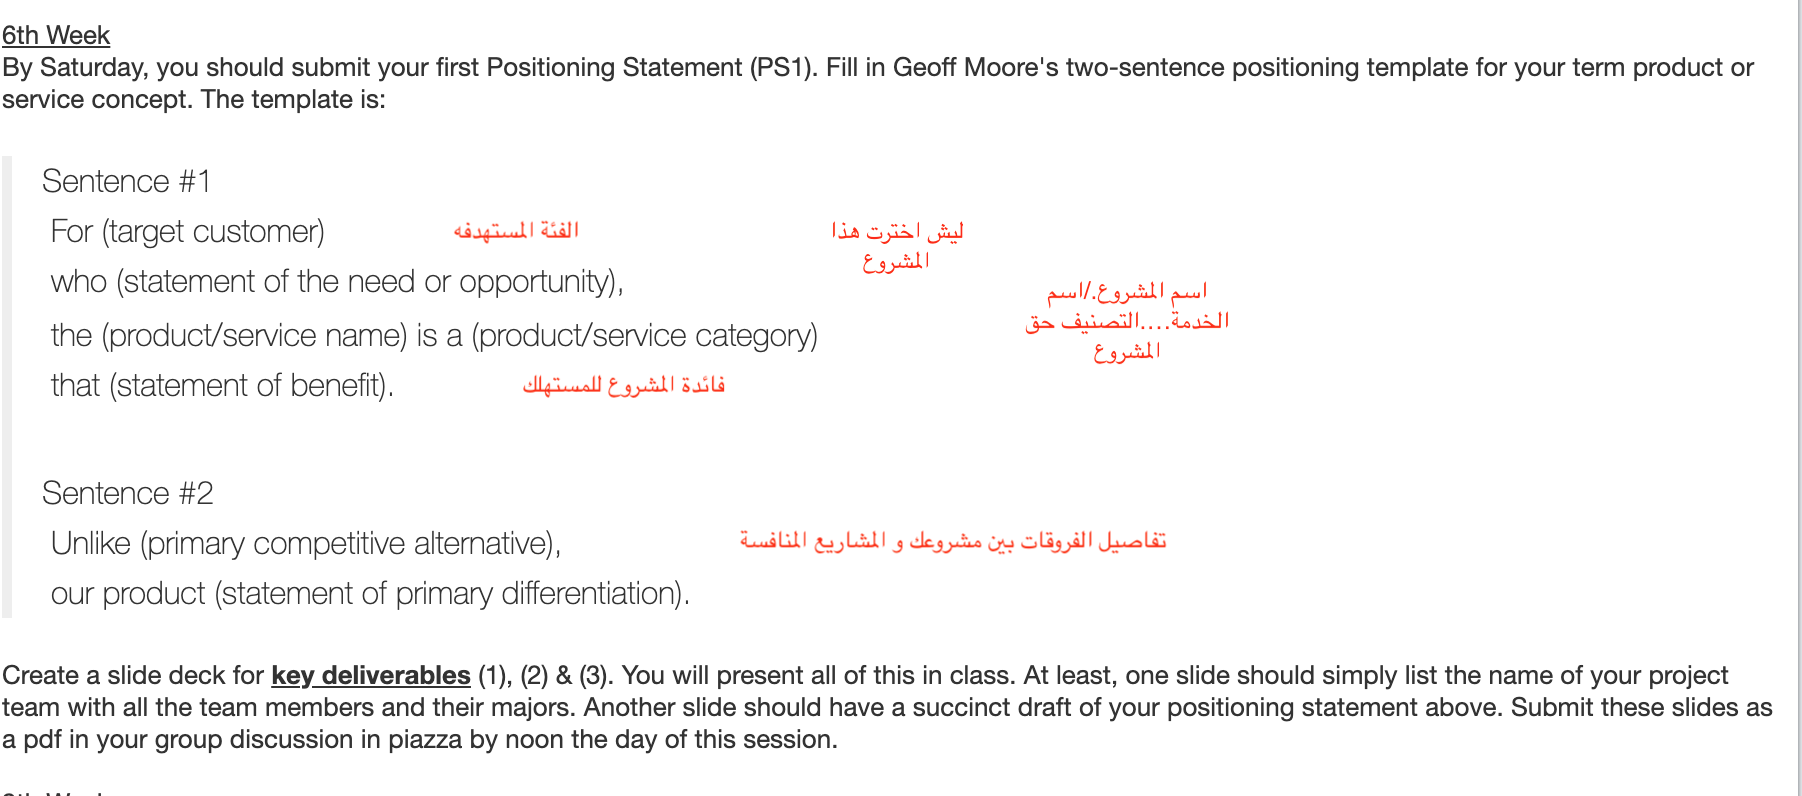 6th Week
By Saturday, you should submit your first Positioning Statement (PS1). Fill in Geoff Moore's two-sentence positioning template for your term product or
service concept. The template is:
Sentence #1
For (target customer)
الفئة المستهدفه
ليش اخترت هذا
المشروع
who (statement of the need or opportunity),
اسم المشروع./اسم
الخدمة....التصنيف حق
المشروع
the (product/service name) is a (product/service category)
that (statement of benefit).
فائدة المشروع للمستهلك
Sentence #2
Unlike (primary competitive alternative),
تفاصيل الفروقات بين مشروعك و المشاريع المنافسة
our product (statement of primary differentiation).
Create a slide deck for key deliverables (1), (2) & (3). You will present all of this in class. At least, one slide should simply list the name of your project
team with all the team members and their majors. Another slide should have a succinct draft of your positioning statement above. Submit these slides as
a pdf in your group discussion in piazza by noon the day of this session.